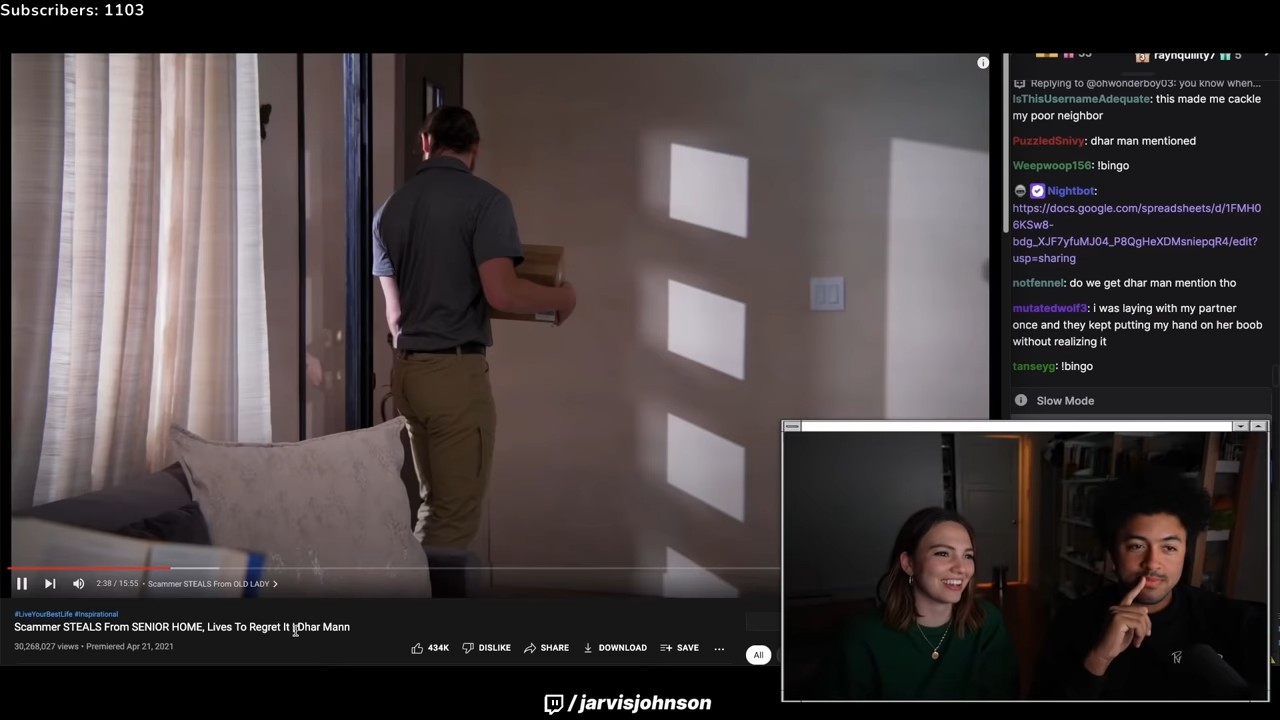 Subscribers: 1103
raynquility7 5
Replying to @ohwonderboy03: you know when...
IsThisUsernameAdequate: this made me cackle
my poor neighbor
PuzzledSnivy: dhar man mentioned
Weepwoop156: !bingo
Nightbot:
https://docs.google.com/spreadsheets/d/1FMH0
6KSw8-
bdg_XJF7yfuMJ04_P8QgHeXDMsniepqR4/edit?
usp=sharing
notfennel: do we get dhar man mention tho
mutatedwolf3: i was laying with my partner
once and they kept putting my hand on her boob
without realizing it
tanseyg: !bingo
Slow Mode
2:38 / 15:55 • Scammer STEALS From OLD LADY
#LiveYourBestLife #Inspirational
Scammer STEALS From SENIOR HOME, Lives To Regret It | Dhar Mann
30,268,027 views • Premiered Apr 21, 2021
434K DISLIKE SHARE DOWNLOAD SAVE ...
All
/jarvisjohnson